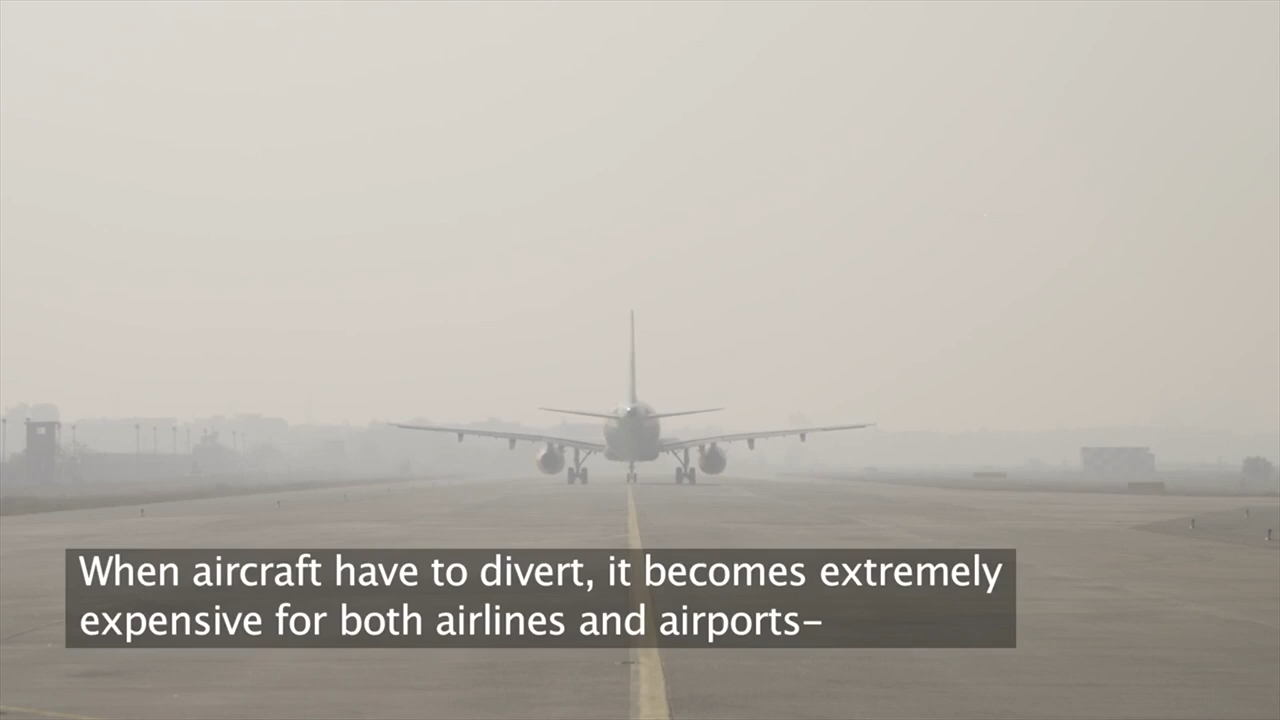 When aircraft have to divert, it becomes extremely
expensive for both airlines and airports–